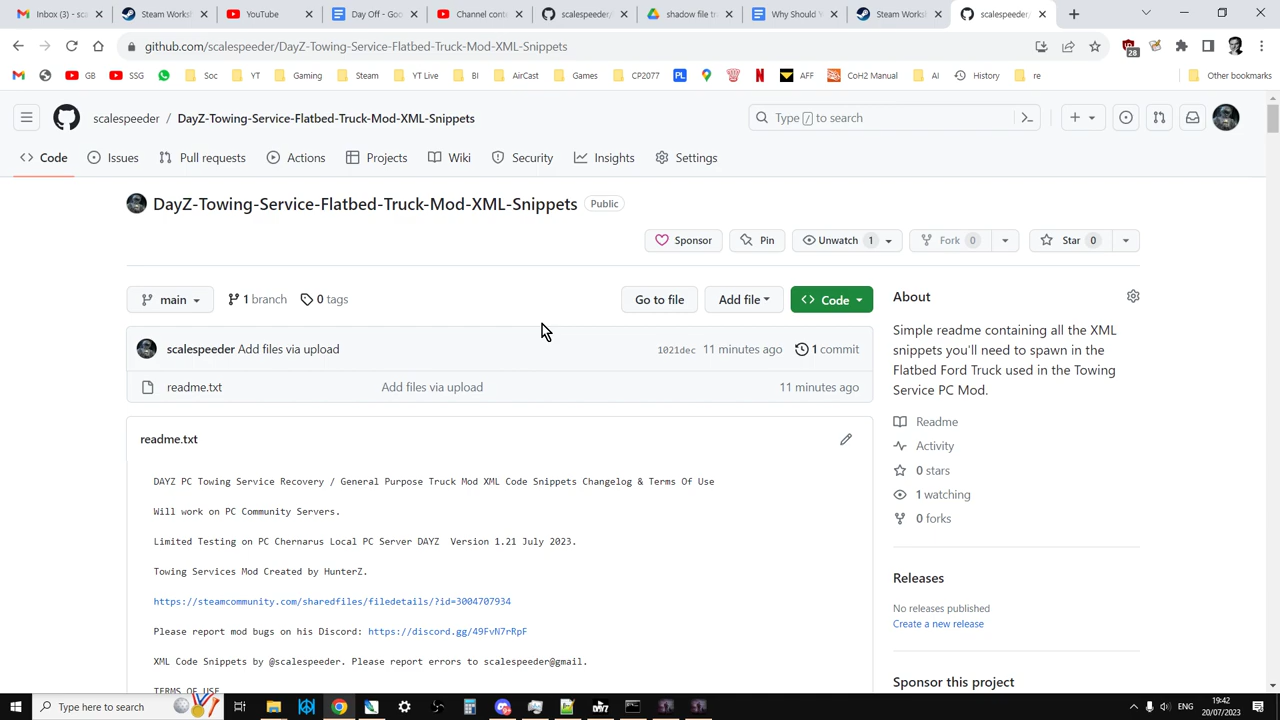 Inbox (3) - sc
Steam Works
YouTube
Day Off - Goo
Channel conte
scalespeeder/
shadow file tr
Why Should Y
Steam Works
scalespeeder/
github.com/scalespeeder/DayZ-Towing-Service-Flatbed-Truck-Mod-XML-Snippets
28
GB
SSG
Soc
YT
Gaming
Steam
YT Live
BI
AirCast
Games
CP2077
PL
AFF
CoH2 Manual
AI
History
re
Other bookmarks
scalespeeder / DayZ-Towing-Service-Flatbed-Truck-Mod-XML-Snippets
Type / to search
Code
Issues
Pull requests
Actions
Projects
Wiki
Security
Insights
Settings
DayZ-Towing-Service-Flatbed-Truck-Mod-XML-Snippets Public
Sponsor
Pin
Unwatch 1
Fork 0
Star 0
main
1 branch
0 tags
Go to file
Add file
Code
scalespeeder Add files via upload
1021dec 11 minutes ago
1 commit
readme.txt
Add files via upload
11 minutes ago
readme.txt
DAYZ PC Towing Service Recovery / General Purpose Truck Mod XML Code Snippets Changelog & Terms Of Use
Will work on PC Community Servers.
Limited Testing on PC Chernarus Local PC Server DAYZ  Version 1.21 July 2023.
Towing Services Mod Created by HunterZ.
https://steamcommunity.com/sharedfiles/filedetails/?id=3004707934
Please report mod bugs on his Discord: https://discord.gg/49FvN7rRpF
XML Code Snippets by @scalespeeder. Please report errors to scalespeeder@gmail.
TERMS OF USE
About
Simple readme containing all the XML
snippets you'll need to spawn in the
Flatbed Ford Truck used in the Towing
Service PC Mod.
Readme
Activity
0 stars
1 watching
0 forks
Releases
No releases published
Create a new release
Sponsor this project
Type here to search
ENG
19:42
20/07/2023